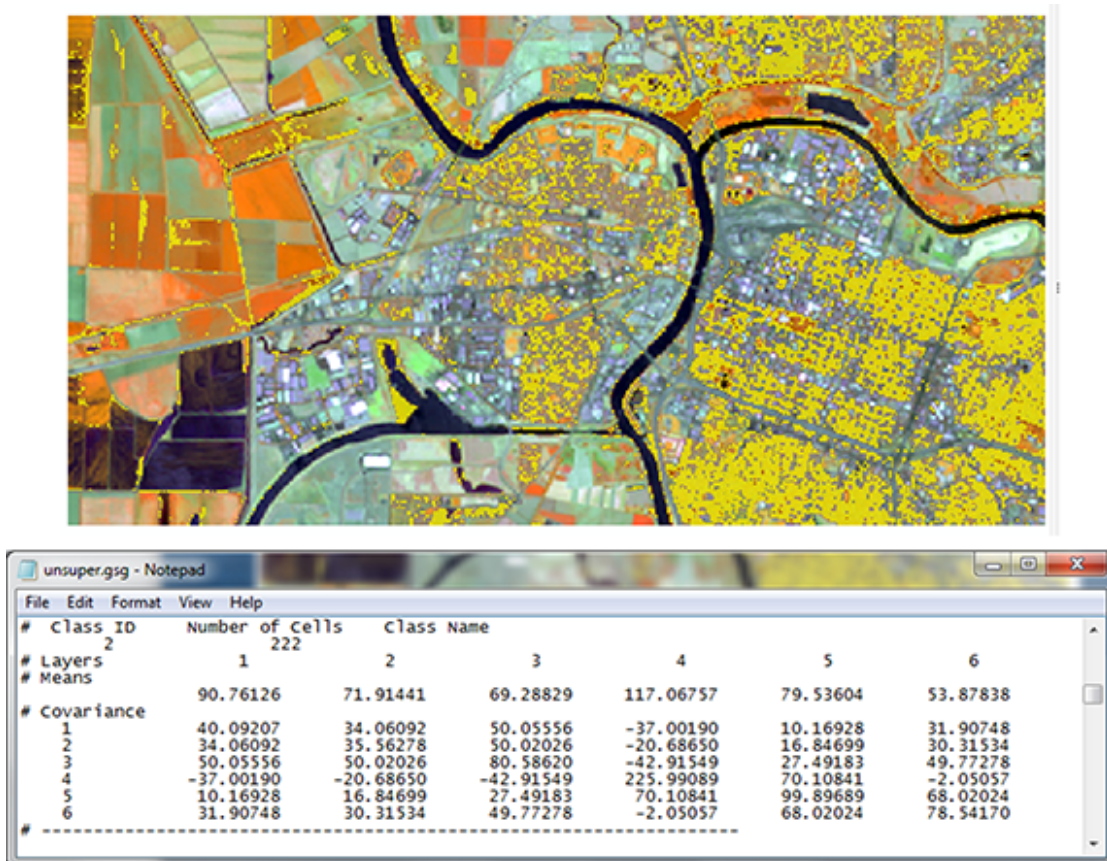 unsuper.gsg - Notepad
File Edit Format View Help
# Class ID Number of Cells Class Name
2 222
# Layers 1 2 3 4 5 6
# Means
90.76126 71.91441 69.28829 117.06757 79.53604 53.87838
# Covariance
1 40.09207 34.06092 50.05556 -37.00190 10.16928 31.90748
2 34.06092 35.56278 50.02026 -20.68650 16.84699 30.31534
3 50.05556 50.02026 80.58620 -42.91549 27.49183 49.77278
4 -37.00190 -20.68650 -42.91549 225.99089 70.10841 -2.05057
5 10.16928 16.84699 27.49183 70.10841 99.89689 68.02024
6 31.90748 30.31534 49.77278 -2.05057 68.02024 78.54170
# ----------------------------------------------------------------